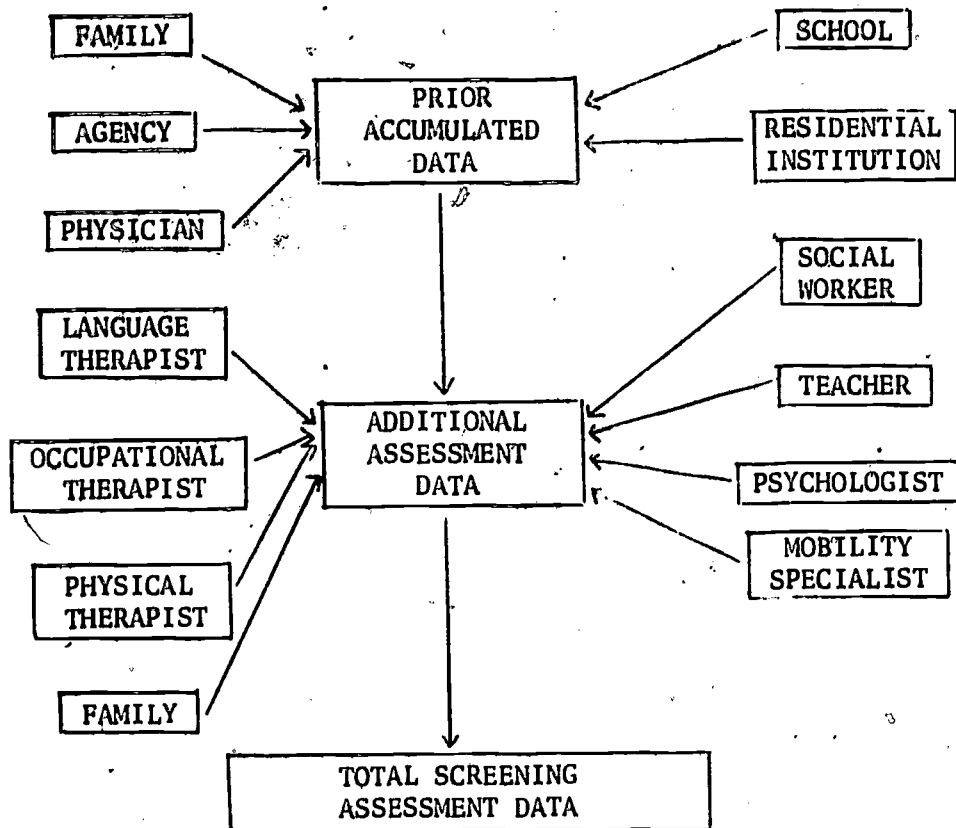 FAMILY
SCHOOL
PRIOR
ACCUMULATED
DATA
AGENCY
RESIDENTIAL
INSTITUTION
PHYSICIAN
SOCIAL
WORKER
LANGUAGE
THERAPIST
TEACHER
ADDITIONAL
ASSESSMENT
DATA
OCCUPATIONAL
THERAPIST
PSYCHOLOGIST
MOBILITY
SPECIALIST
PHYSICAL
THERAPIST
FAMILY
TOTAL SCREENING
ASSESSMENT DATA